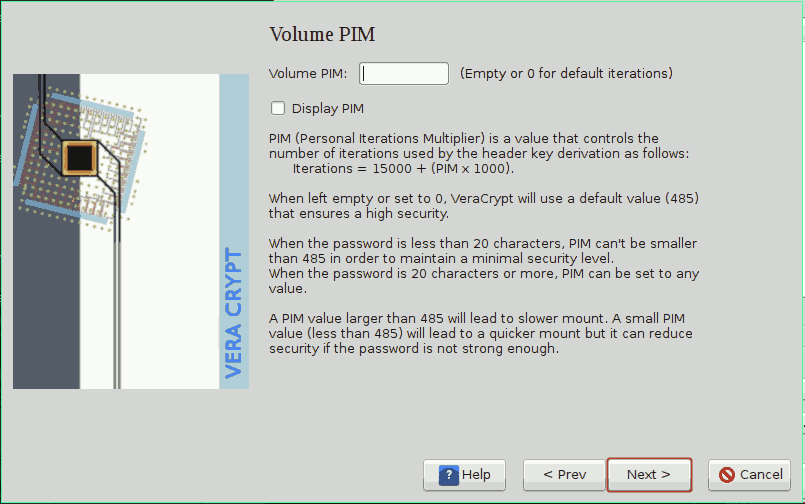 Volume PIM
Volume PIM: (Empty or 0 for default iterations)
Display PIM
PIM (Personal Iterations Multiplier) is a value that controls the
number of iterations used by the header key derivation as follows:
Iterations = 15000 + (PIM x 1000).
When left empty or set to 0, VeraCrypt will use a default value (485)
that ensures a high security.
When the password is less than 20 characters, PIM can't be smaller
than 485 in order to maintain a minimal security level.
When the password is 20 characters or more, PIM can be set to any
value.
A PIM value larger than 485 will lead to slower mount. A small PIM
value (less than 485) will lead to a quicker mount but it can reduce
security if the password is not strong enough.
VERA CRYPT
? Help
< Prev
Next >
Cancel